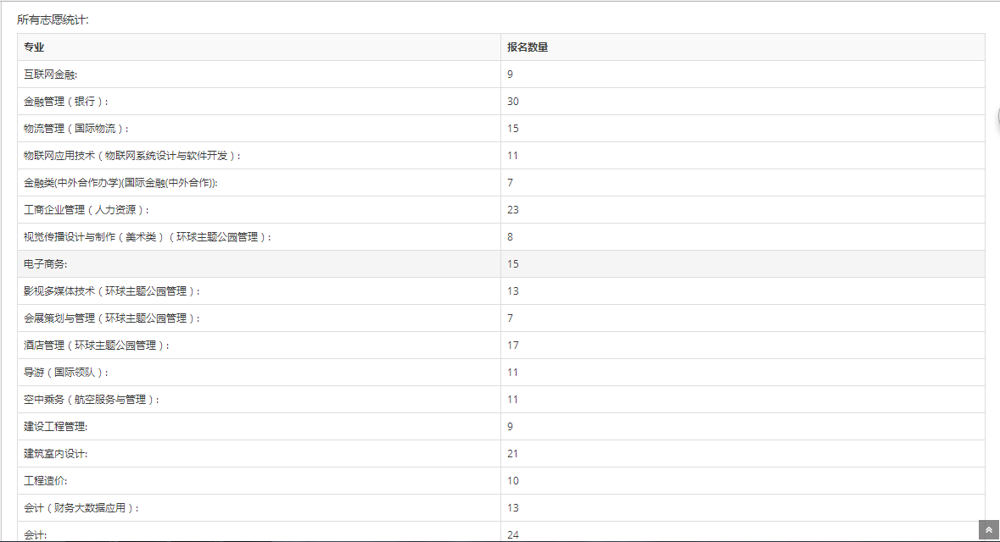 所有志愿统计:
专业 报名数量
互联网金融: 9
金融管理（银行）: 30
物流管理（国际物流）: 15
物联网应用技术（物联网系统设计与软件开发）: 11
金融类(中外合作办学)(国际金融(中外合作)): 7
工商企业管理（人力资源）: 23
视觉传播设计与制作（美术类）（环球主题公园管理）: 8
电子商务: 15
影视多媒体技术（环球主题公园管理）: 13
会展策划与管理（环球主题公园管理）: 7
酒店管理（环球主题公园管理）: 17
导游（国际领队）: 11
空中乘务（航空服务与管理）: 11
建设工程管理: 9
建筑室内设计: 21
工程造价: 10
会计（财务大数据应用）: 13
会计: 24